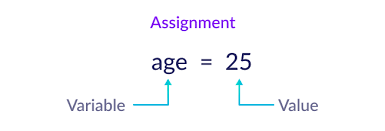 Assignment
age = 25
Variable Value